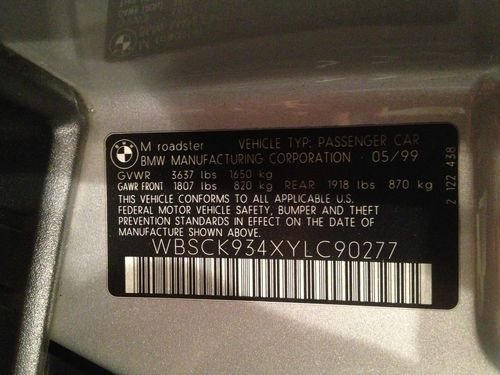 M roadster VEHICLE TYP: PASSENGER CAR
BMW MANUFACTURING CORPORATION · 05/99
GVWR 3637 lbs 1650 kg
GAWR FRONT 1807 lbs 820 kg REAR 1918 lbs 870 kg
THIS VEHICLE CONFORMS TO ALL APPLICABLE U.S.
FEDERAL MOTOR VEHICLE SAFETY, BUMPER AND THEFT
PREVENTION STANDARDS IN EFFECT ON THE DATE OF
MANUFACTURE SHOWN ABOVE.
WBSCK934XYLC90277
2 122 438